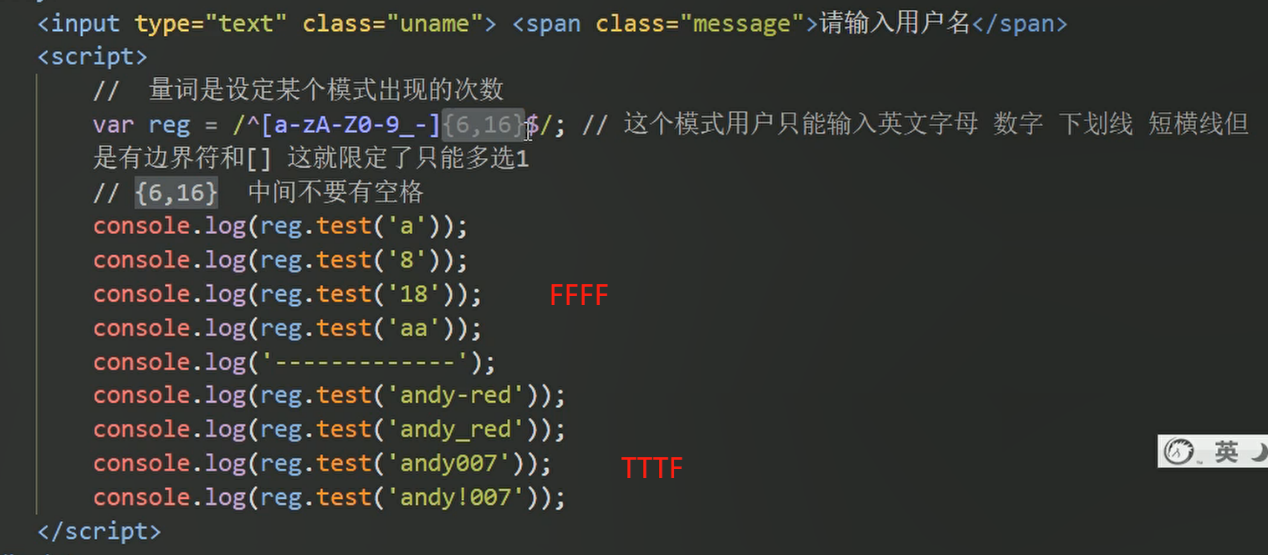 <input type="text" class="uname"> <span class="message">请输入用户名</span>
<script>
// 量词是设定某个模式出现的次数
var reg = /^[a-zA-Z0-9_-]{6,16}$/; // 这个模式用户只能输入英文字母 数字 下划线 短横线但
是有边界符和[] 这就限定了只能多选1
// {6,16} 中间不要有空格
console.log(reg.test('a'));
console.log(reg.test('8'));
console.log(reg.test('18')); FFFF
console.log(reg.test('aa'));
console.log('-------------');
console.log(reg.test('andy-red'));
console.log(reg.test('andy_red'));
console.log(reg.test('andy007')); TTTF
console.log(reg.test('andy!007'));
</script>
英